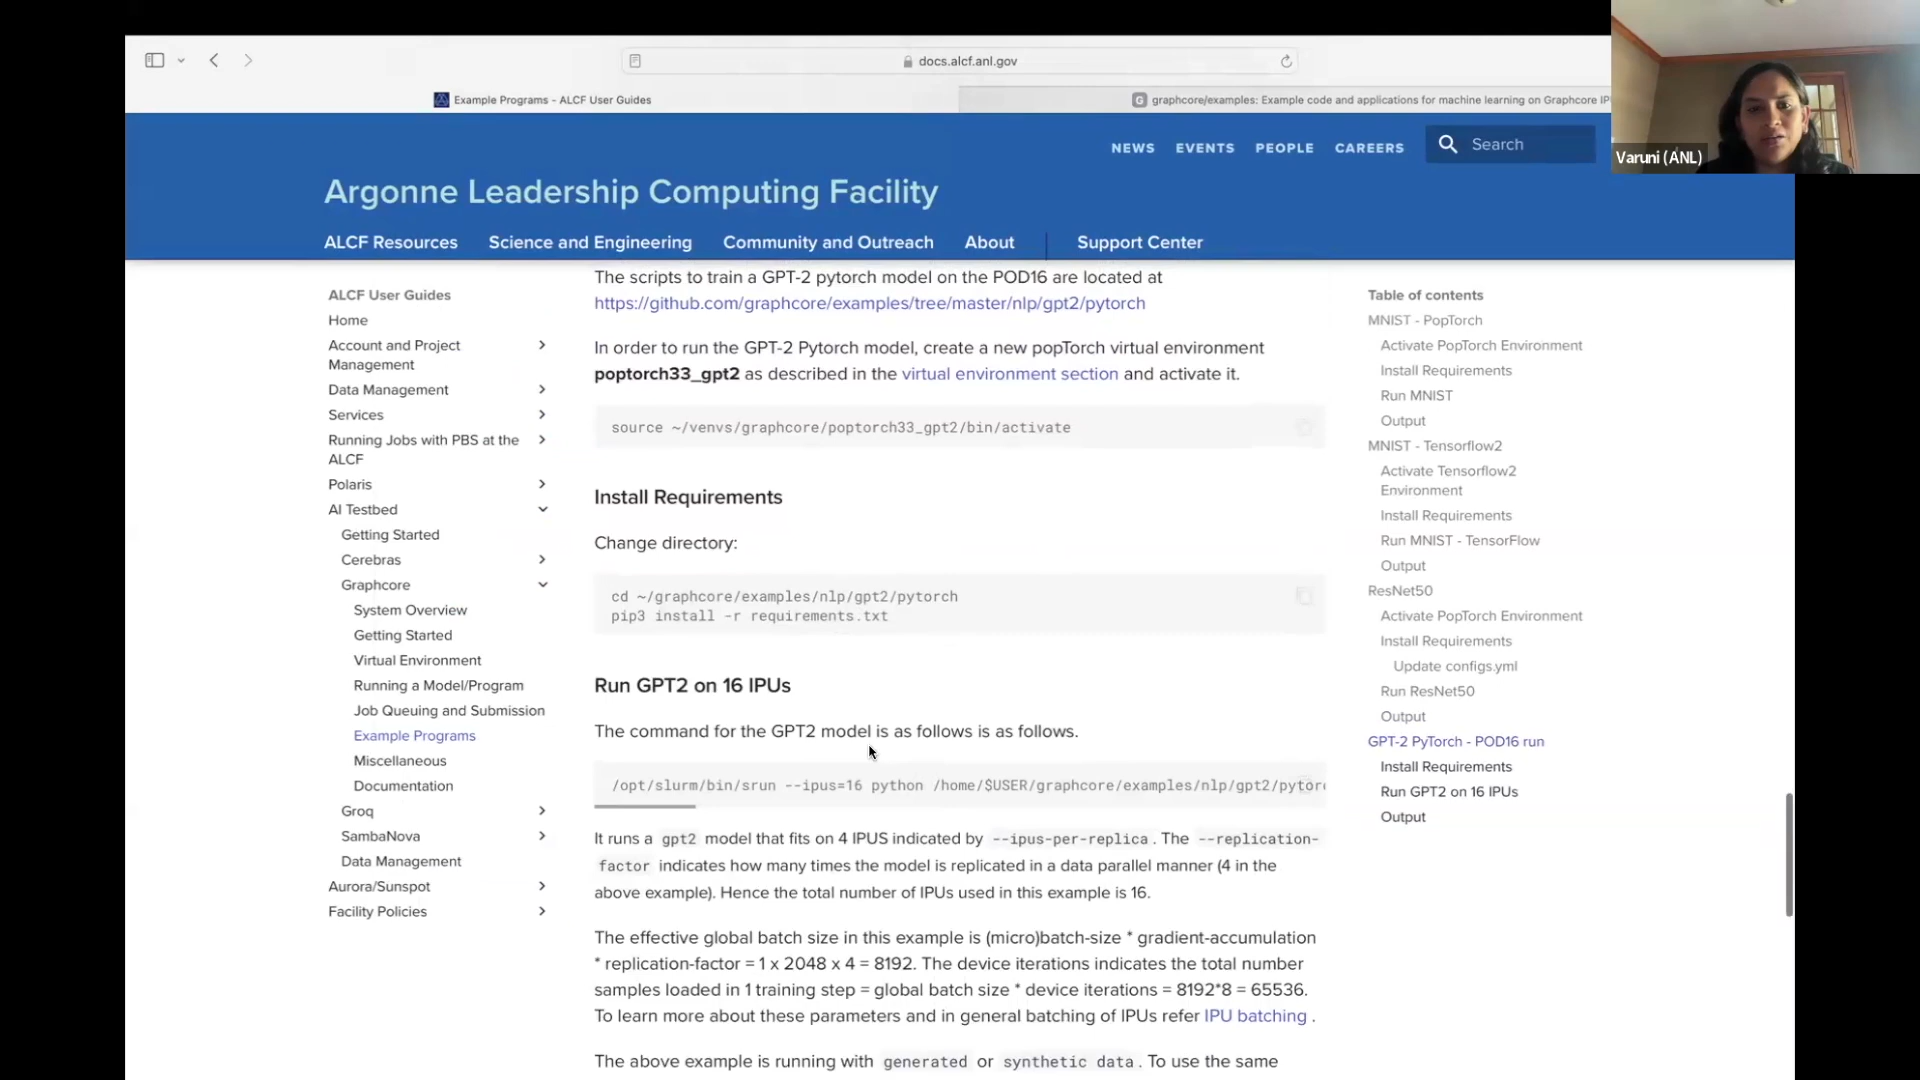 docs.alcf.anl.gov
Example Programs - ALCF User Guides
graphcore/examples: Example code and applications for machine learning on Graphcore IP
Varuni (ANL)
NEWS
EVENTS
PEOPLE
CAREERS
Search
Argonne Leadership Computing Facility
ALCF Resources
Science and Engineering
Community and Outreach
About
Support Center
ALCF User Guides
Home
Account and Project
Management
Data Management
Services
Running Jobs with PBS at the
ALCF
Polaris
AI Testbed
Getting Started
Cerebras
Graphcore
System Overview
Getting Started
Virtual Environment
Running a Model/Program
Job Queuing and Submission
Example Programs
Miscellaneous
Documentation
Groq
SambaNova
Data Management
Aurora/Sunspot
Facility Policies
The scripts to train a GPT-2 pytorch model on the POD16 are located at
https://github.com/graphcore/examples/tree/master/nlp/gpt2/pytorch
In order to run the GPT-2 Pytorch model, create a new popTorch virtual environment
poptorch33_gpt2 as described in the virtual environment section and activate it.
source ~/venvs/graphcore/poptorch33_gpt2/bin/activate
Install Requirements
Change directory:
cd ~/graphcore/examples/nlp/gpt2/pytorch
pip3 install -r requirements.txt
Run GPT2 on 16 IPUs
The command for the GPT2 model is as follows is as follows.
/opt/slurm/bin/srun --ipus=16 python /home/$USER/graphcore/examples/nlp/gpt2/pytorc
It runs a gpt2 model that fits on 4 IPUS indicated by --ipus-per-replica. The --replication-
factor indicates how many times the model is replicated in a data parallel manner (4 in the
above example). Hence the total number of IPUs used in this example is 16.
The effective global batch size in this example is (micro)batch-size * gradient-accumulation
* replication-factor = 1 x 2048 x 4 = 8192. The device iterations indicates the total number
samples loaded in 1 training step = global batch size * device iterations = 8192*8 = 65536.
To learn more about these parameters and in general batching of IPUs refer IPU batching .
The above example is running with generated or synthetic data. To use the same
Table of contents
MNIST - PopTorch
Activate PopTorch Environment
Install Requirements
Run MNIST
Output
MNIST - Tensorflow2
Activate Tensorflow2
Environment
Install Requirements
Run MNIST - TensorFlow
Output
ResNet50
Activate PopTorch Environment
Install Requirements
Update configs.yml
Run ResNet50
Output
GPT-2 PyTorch - POD16 run
Install Requirements
Run GPT2 on 16 IPUs
Output